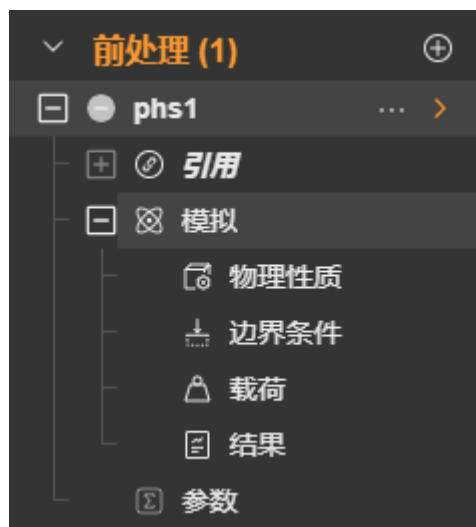 前处理 (1)
phs1
引用
模拟
物理性质
边界条件
载荷
结果
参数